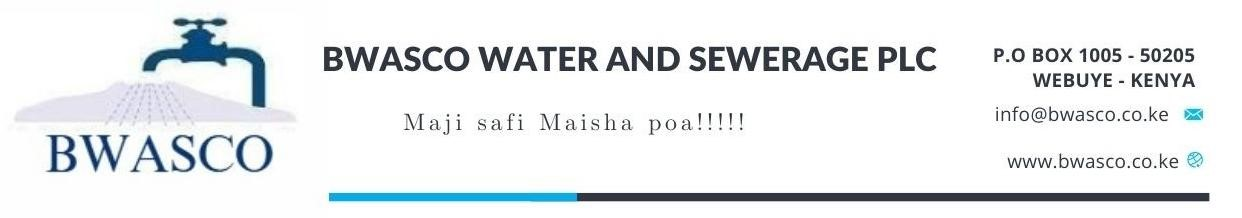 BWASCO
BWASCO WATER AND SEWERAGE PLC
Maji safi Maisha poa!!!!!
P.O BOX 1005 - 50205
WEBUYE - KENYA
info@bwasco.co.ke
www.bwasco.co.ke